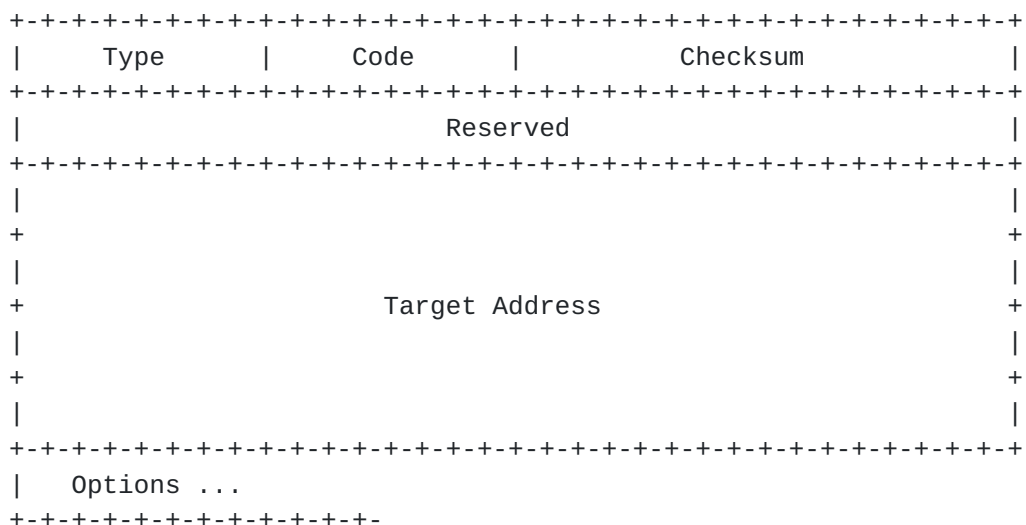 +-+-+-+-+-+-+-+-+-+-+-+-+-+-+-+-+-+-+-+-+-+-+-+-+-+-+-+-+-+-+-+-+
|     Type      |     Code      |          Checksum             |
+-+-+-+-+-+-+-+-+-+-+-+-+-+-+-+-+-+-+-+-+-+-+-+-+-+-+-+-+-+-+-+-+
|                           Reserved                            |
+-+-+-+-+-+-+-+-+-+-+-+-+-+-+-+-+-+-+-+-+-+-+-+-+-+-+-+-+-+-+-+-+
|                                                               |
+                                                               +
|                                                               |
+                       Target Address                          +
|                                                               |
+                                                               +
|                                                               |
+-+-+-+-+-+-+-+-+-+-+-+-+-+-+-+-+-+-+-+-+-+-+-+-+-+-+-+-+-+-+-+-+
|   Options ...
+-+-+-+-+-+-+-+-+-+-+-+-